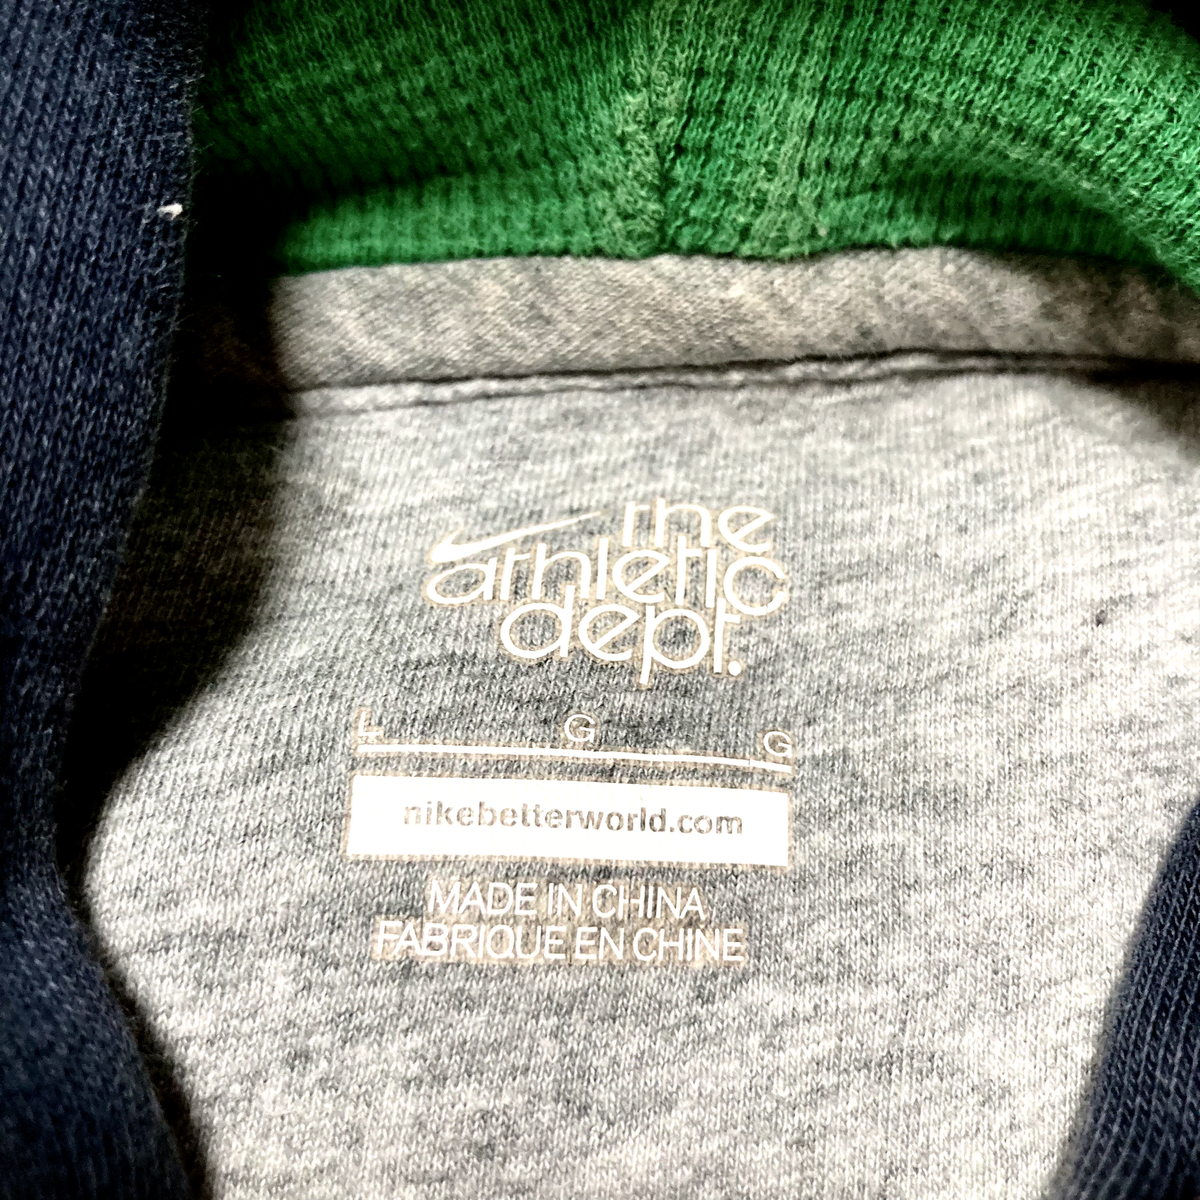 the
athletic
dept.
L G G
nikebetterworld.com
MADE IN CHINA
FABRIQUE EN CHINE